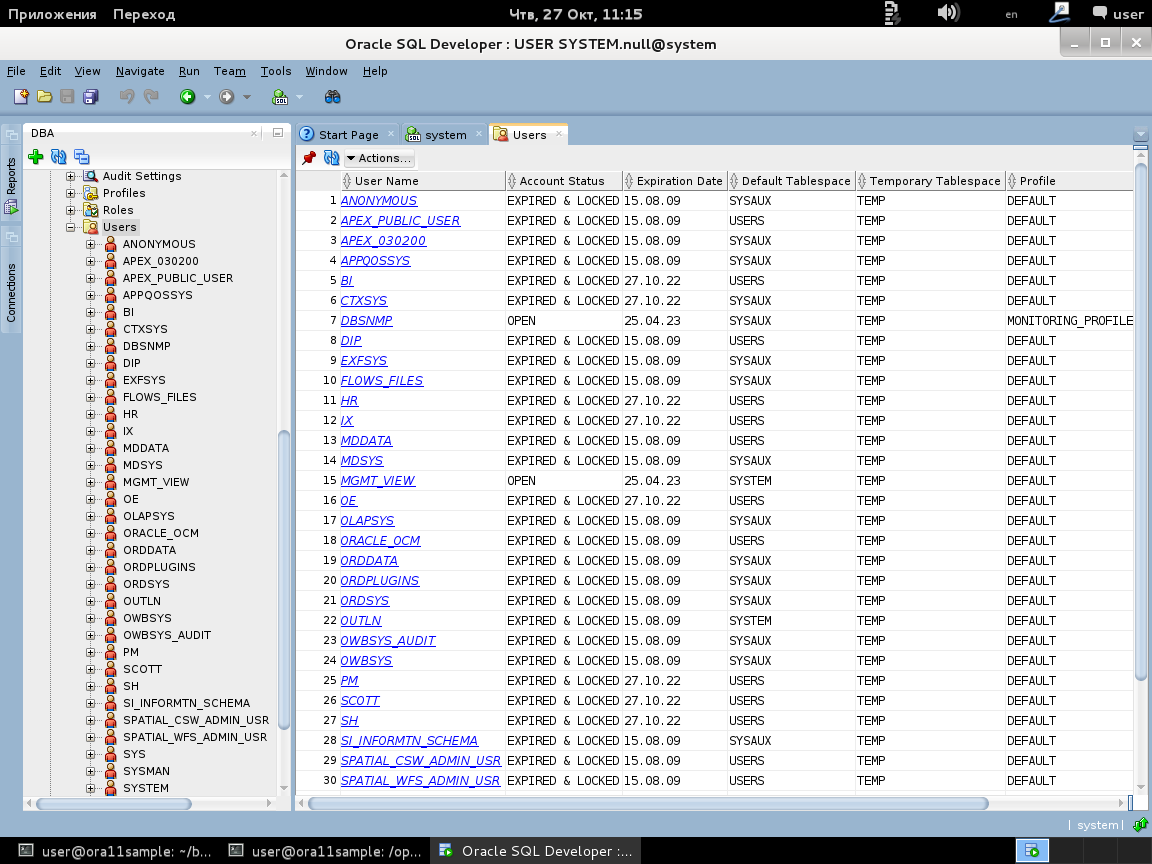 Приложения Переход Чтв, 27 Окт, 11:15 en user
Oracle SQL Developer : USER SYSTEM.null@system
File Edit View Navigate Run Team Tools Window Help
DBA
Reports
Connections
Audit Settings
Profiles
Roles
Users
ANONYMOUS
APEX_030200
APEX_PUBLIC_USER
APPQOSSYS
BI
CTXSYS
DBSNMP
DIP
EXFSYS
FLOWS_FILES
HR
IX
MDDATA
MDSYS
MGMT_VIEW
OE
OLAPSYS
ORACLE_OCM
ORDDATA
ORDPLUGINS
ORDSYS
OUTLN
OWBSYS
OWBSYS_AUDIT
PM
SCOTT
SH
SI_INFORMTN_SCHEMA
SPATIAL_CSW_ADMIN_USR
SPATIAL_WFS_ADMIN_USR
SYS
SYSMAN
SYSTEM
Start Page system Users
Actions...
User Name Account Status Expiration Date Default Tablespace Temporary Tablespace Profile
1 ANONYMOUS EXPIRED & LOCKED 15.08.09 SYSAUX TEMP DEFAULT
2 APEX_PUBLIC_USER EXPIRED & LOCKED 15.08.09 USERS TEMP DEFAULT
3 APEX_030200 EXPIRED & LOCKED 15.08.09 SYSAUX TEMP DEFAULT
4 APPQOSSYS EXPIRED & LOCKED 15.08.09 SYSAUX TEMP DEFAULT
5 BI EXPIRED & LOCKED 27.10.22 USERS TEMP DEFAULT
6 CTXSYS EXPIRED & LOCKED 27.10.22 SYSAUX TEMP DEFAULT
7 DBSNMP OPEN 25.04.23 SYSAUX TEMP MONITORING_PROFILE
8 DIP EXPIRED & LOCKED 15.08.09 USERS TEMP DEFAULT
9 EXFSYS EXPIRED & LOCKED 15.08.09 SYSAUX TEMP DEFAULT
10 FLOWS_FILES EXPIRED & LOCKED 15.08.09 SYSAUX TEMP DEFAULT
11 HR EXPIRED & LOCKED 27.10.22 USERS TEMP DEFAULT
12 IX EXPIRED & LOCKED 27.10.22 USERS TEMP DEFAULT
13 MDDATA EXPIRED & LOCKED 15.08.09 USERS TEMP DEFAULT
14 MDSYS EXPIRED & LOCKED 15.08.09 SYSAUX TEMP DEFAULT
15 MGMT_VIEW OPEN 25.04.23 SYSTEM TEMP DEFAULT
16 OE EXPIRED & LOCKED 27.10.22 USERS TEMP DEFAULT
17 OLAPSYS EXPIRED & LOCKED 15.08.09 SYSAUX TEMP DEFAULT
18 ORACLE_OCM EXPIRED & LOCKED 15.08.09 USERS TEMP DEFAULT
19 ORDDATA EXPIRED & LOCKED 15.08.09 SYSAUX TEMP DEFAULT
20 ORDPLUGINS EXPIRED & LOCKED 15.08.09 SYSAUX TEMP DEFAULT
21 ORDSYS EXPIRED & LOCKED 15.08.09 SYSAUX TEMP DEFAULT
22 OUTLN EXPIRED & LOCKED 15.08.09 SYSTEM TEMP DEFAULT
23 OWBSYS_AUDIT EXPIRED & LOCKED 15.08.09 SYSAUX TEMP DEFAULT
24 OWBSYS EXPIRED & LOCKED 15.08.09 SYSAUX TEMP DEFAULT
25 PM EXPIRED & LOCKED 27.10.22 USERS TEMP DEFAULT
26 SCOTT EXPIRED & LOCKED 27.10.22 USERS TEMP DEFAULT
27 SH EXPIRED & LOCKED 27.10.22 USERS TEMP DEFAULT
28 SI_INFORMTN_SCHEMA EXPIRED & LOCKED 15.08.09 SYSAUX TEMP DEFAULT
29 SPATIAL_CSW_ADMIN_USR EXPIRED & LOCKED 15.08.09 USERS TEMP DEFAULT
30 SPATIAL_WFS_ADMIN_USR EXPIRED & LOCKED 15.08.09 USERS TEMP DEFAULT
| system|
user@ora11sample: ~/b... user@ora11sample: /op... Oracle SQL Developer :...